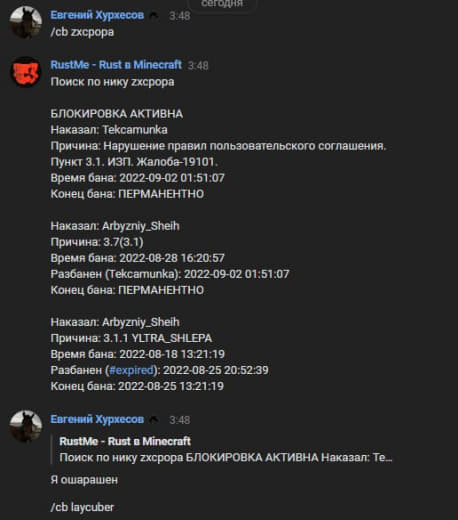 сегодня
Евгений Хурхесов 3:48
/cb zxcpopa
RustMe - Rust в Minecraft 3:48
Поиск по нику zxcpopa
БЛОКИРОВКА АКТИВНА
Наказал: Tekcamunka
Причина: Нарушение правил пользовательского соглашения.
Пункт 3.1. ИЗП. Жалоба-19101.
Время бана: 2022-09-02 01:51:07
Конец бана: ПЕРМАНЕНТНО
Наказал: Arbyzniy_Sheih
Причина: 3.7(3.1)
Время бана: 2022-08-28 16:20:57
Разбанен (Tekcamunka): 2022-09-02 01:51:07
Конец бана: ПЕРМАНЕНТНО
Наказал: Arbyzniy_Sheih
Причина: 3.1.1 YLTRA_SHLEPA
Время бана: 2022-08-18 13:21:19
Разбанен (#expired): 2022-08-25 20:52:39
Конец бана: 2022-08-25 13:21:19
Евгений Хурхесов 3:48
RustMe - Rust в Minecraft
Поиск по нику zxcpopa БЛОКИРОВКА АКТИВНА Наказал: Te...
Я ошарашен
/cb laycuber